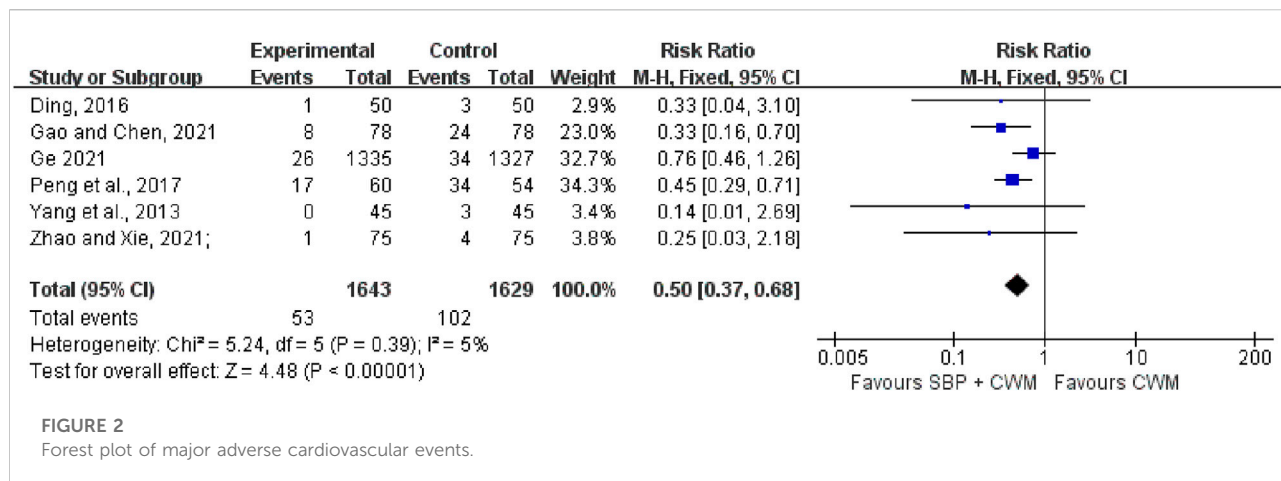 Experimental Control Risk Ratio Risk Ratio
Study or Subgroup Events Total Events Total Weight M-H, Fixed, 95% CI M-H, Fixed, 95% CI
Ding, 2016 1 50 3 50 2.9% 0.33 [0.04, 3.10]
Gao and Chen, 2021 8 78 24 78 23.0% 0.33 [0.16, 0.70]
Ge 2021 26 1335 34 1327 32.7% 0.76 [0.46, 1.26]
Peng et al., 2017 17 60 34 54 34.3% 0.45 [0.29, 0.71]
Yang et al., 2013 0 45 3 45 3.4% 0.14 [0.01, 2.69]
Zhao and Xie, 2021; 1 75 4 75 3.8% 0.25 [0.03, 2.18]
Total (95% CI) 1643 1629 100.0% 0.50 [0.37, 0.68]
Total events 53 102
Heterogeneity: Chi² = 5.24, df = 5 (P = 0.39); I² = 5%
Test for overall effect: Z = 4.48 (P < 0.00001)
0.005 0.1 1 10 200
Favours SBP + CWM Favours CWM
FIGURE 2
Forest plot of major adverse cardiovascular events.